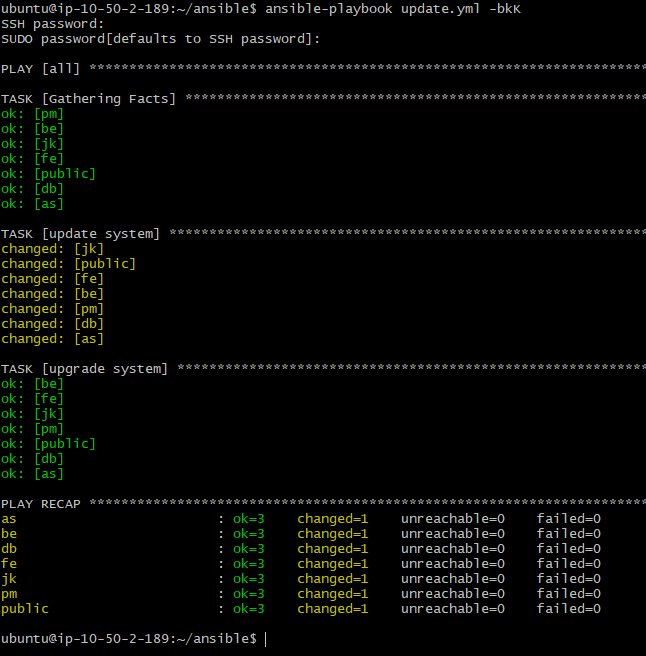 ubuntu@ip-10-50-2-189:~/ansible$ ansible-playbook update.yml -bkK
SSH password:
SUDO password[defaults to SSH password]:
PLAY [all] **********************************************************************
TASK [Gathering Facts] **********************************************************
ok: [pm]
ok: [be]
ok: [jk]
ok: [fe]
ok: [public]
ok: [db]
ok: [as]
TASK [update system] ************************************************************
changed: [jk]
changed: [public]
changed: [fe]
changed: [be]
changed: [pm]
changed: [db]
changed: [as]
TASK [upgrade system] ***********************************************************
ok: [be]
ok: [fe]
ok: [jk]
ok: [pm]
ok: [public]
ok: [db]
ok: [as]
PLAY RECAP **********************************************************************
as                         : ok=3    changed=1    unreachable=0    failed=0
be                         : ok=3    changed=1    unreachable=0    failed=0
db                         : ok=3    changed=1    unreachable=0    failed=0
fe                         : ok=3    changed=1    unreachable=0    failed=0
jk                         : ok=3    changed=1    unreachable=0    failed=0
pm                         : ok=3    changed=1    unreachable=0    failed=0
public                     : ok=3    changed=1    unreachable=0    failed=0
ubuntu@ip-10-50-2-189:~/ansible$